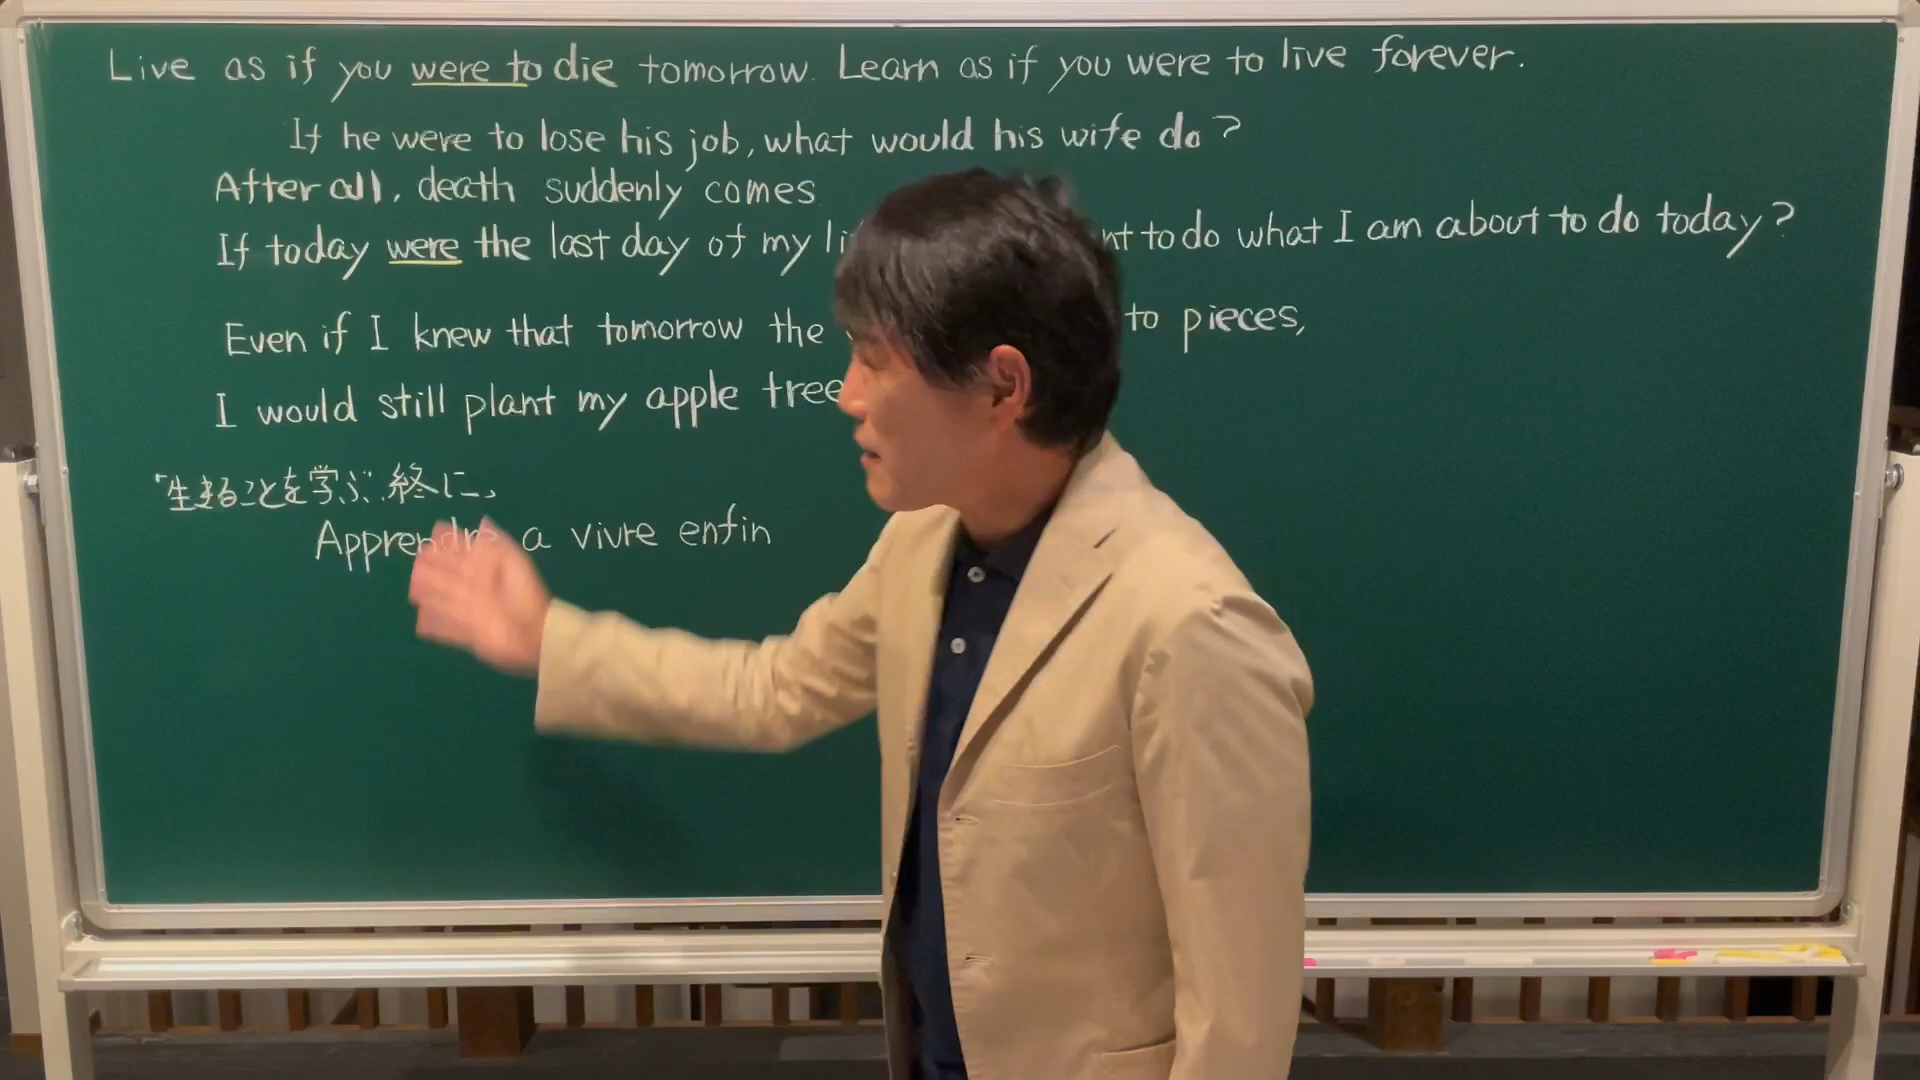 Live as if you were to die tomorrow. Learn as if you were to live forever.
If he were to lose his job, what would his wife do?
After all, death suddenly comes
If today were the last day of my to do what I am about to do today?
Even if I knew that tomorrow the to pieces,
I would still plant my apple tree
「生きることを学ぶ、終に」
a vivre enfin